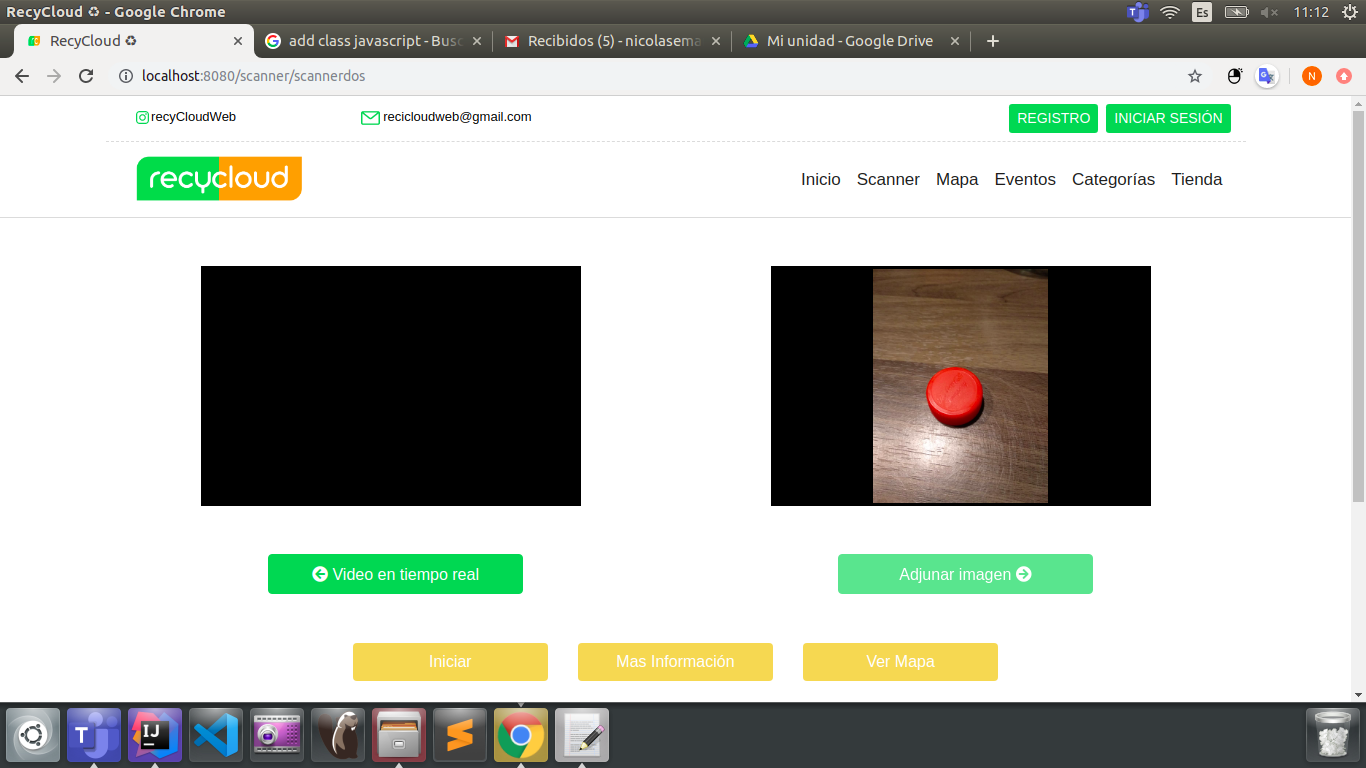 RecyCloud ♻ - Google Chrome
Es
11:12
RecyCloud ♻
add class javascript - Busc
Recibidos (5) - nicolasema
Mi unidad - Google Drive
localhost:8080/scanner/scannerdos
N
recyCloudWeb
recicloudweb@gmail.com
REGISTRO
INICIAR SESIÓN
recycloud
Inicio
Scanner
Mapa
Eventos
Categorías
Tienda
Video en tiempo real
Adjunar imagen
Iniciar
Mas Información
Ver Mapa
T
IJ